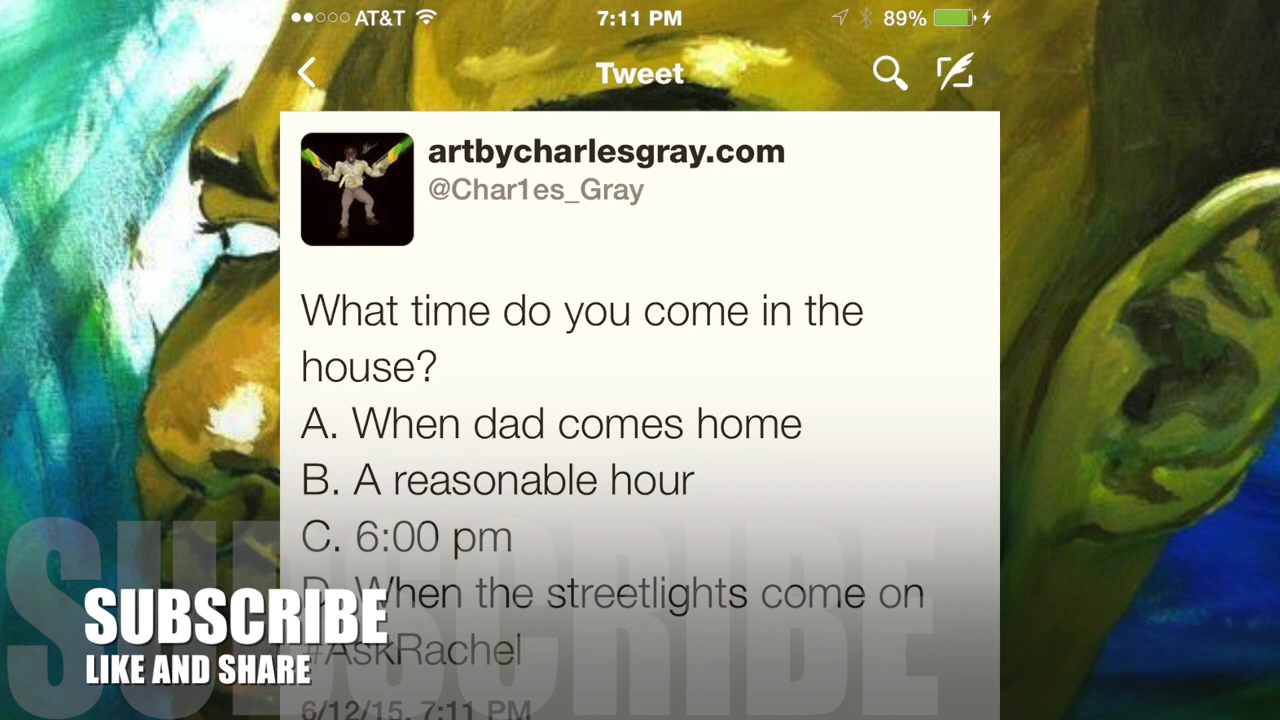 AT&T 7:11 PM 89%
Tweet
artbycharlesgray.com
@Char1es_Gray
What time do you come in the
house?
A. When dad comes home
B. A reasonable hour
C. 6:00 pm
D. When the streetlights come on
#AskRachel
6/12/15, 7:11 PM
SUBSCRIBE
SUBSCRIBE
LIKE AND SHARE